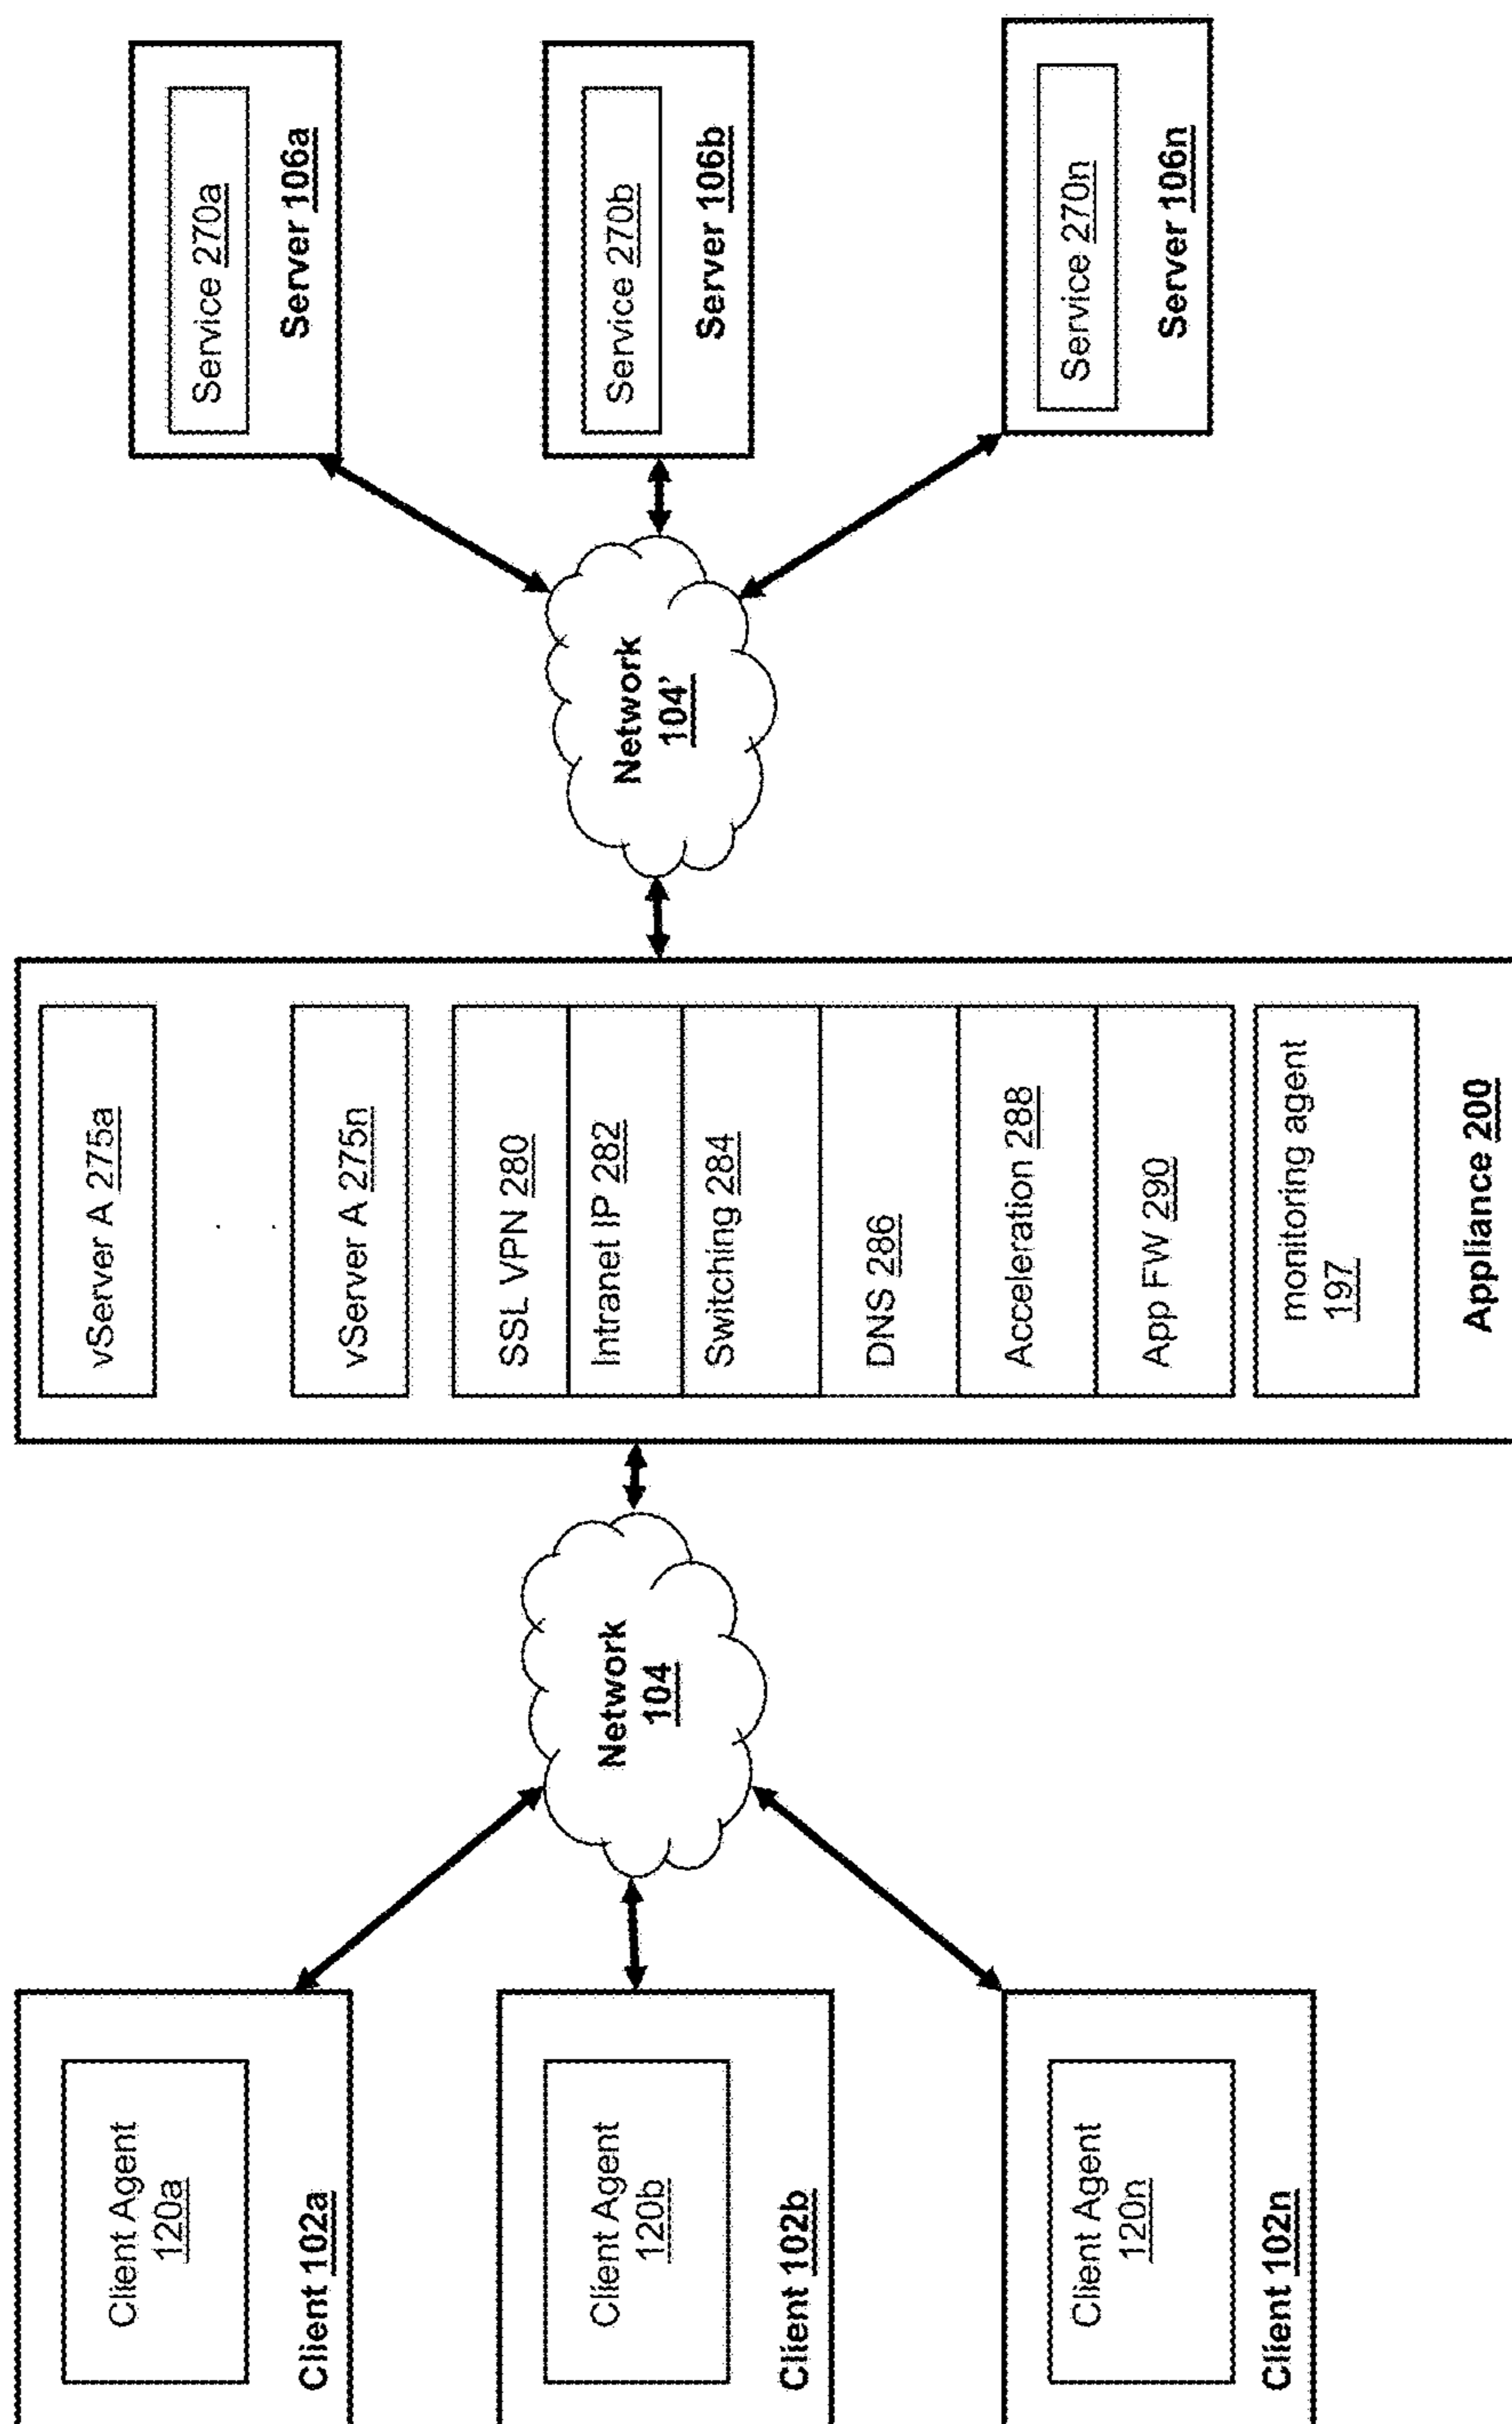 Client Agent
120a
Client 102a
Client Agent
120b
Client 102b
Client Agent
120n
Client 102n
Network
104
vServer A 275a
vServer A 275n
SSL VPN 280
Intranet IP 282
Switching 284
DNS 286
Acceleration 288
App FW 290
monitoring agent
197
Appliance 200
Network
104'
Service 270a
Server 106a
Service 270b
Server 106b
Service 270n
Server 106n